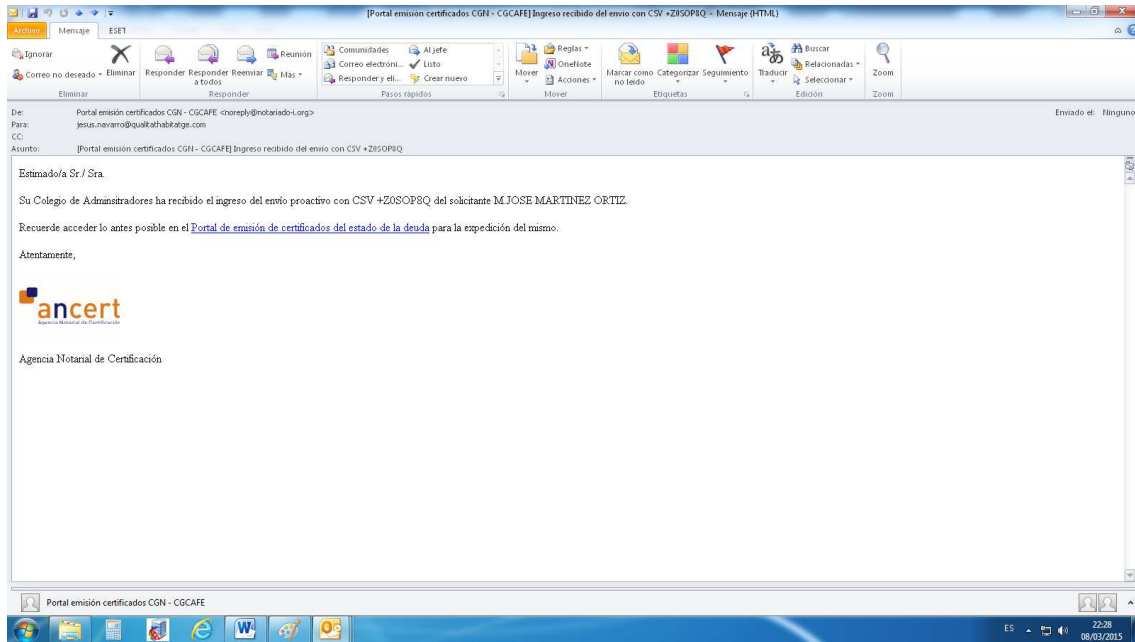 [Portal emisión certificados CGN - CGCAFE] Ingreso recibido del envío con CSV +Z0SOP8Q - Mensaje (HTML)
Archivo Mensaje ESET
Ignorar
Correo no deseado
Eliminar
Responder
Responder a todos
Reenviar
Reunión
Más
Comunidades
Al jefe
Correo electróni...
Listo
Responder y eli...
Crear nuevo
Mover
Reglas
OneNote
Acciones
Marcar como no leído
Categorizar
Seguimiento
Traducir
Buscar
Relacionadas
Seleccionar
Zoom
Eliminar Responder Pasos rápidos Mover Etiquetas Edición Zoom
De: Portal emisión certificados CGN - CGCAFE <noreply@notariado-i.org> Enviado el: Ninguno
Para: jesus.navarro@qualitathabitatge.com
CC:
Asunto: [Portal emisión certificados CGN - CGCAFE] Ingreso recibido del envío con CSV +Z0SOP8Q
Estimado/a Sr./ Sra.
Su Colegio de Adminsitradores ha recibido el ingreso del envío proactivo con CSV +Z0SOP8Q del solicitante M.JOSE MARTINEZ ORTIZ.
Recuerde acceder lo antes posible en el Portal de emisión de certificados del estado de la deuda para la expedición del mismo.
Atentamente,
ancert
Agencia Notarial de Certificación
Agencia Notarial de Certificación
Portal emisión certificados CGN - CGCAFE
ES 22:28
08/03/2015